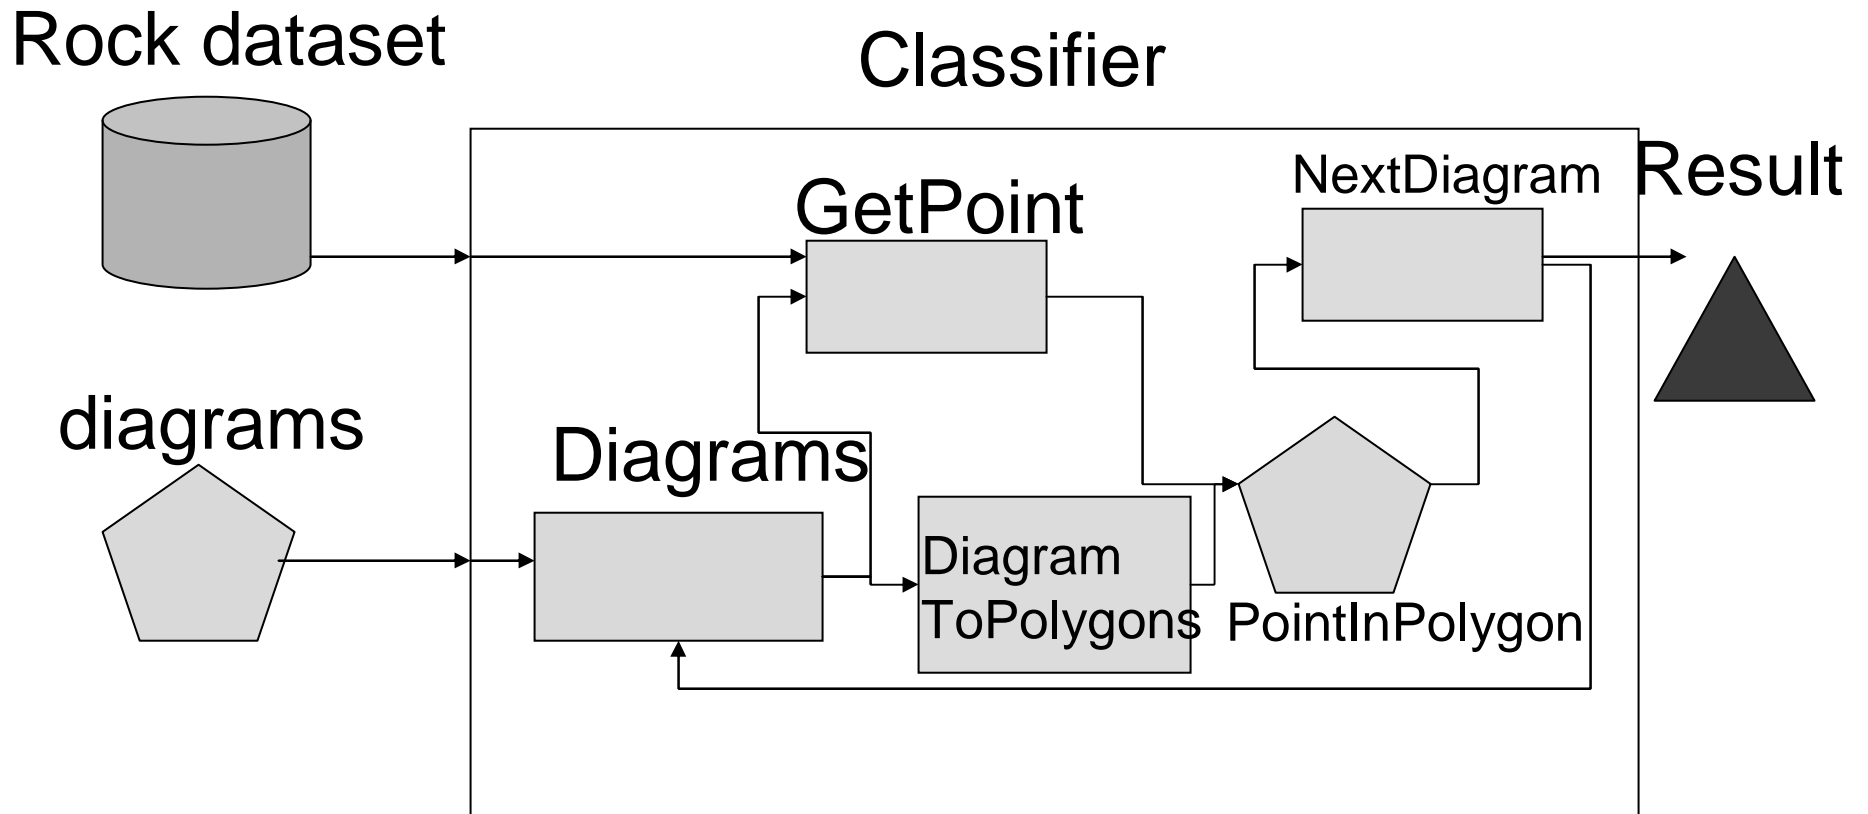 Rock dataset
Classifier
Result
NextDiagram
GetPoint
diagrams
Diagrams
Diagram
ToPolygons
PointInPolygon